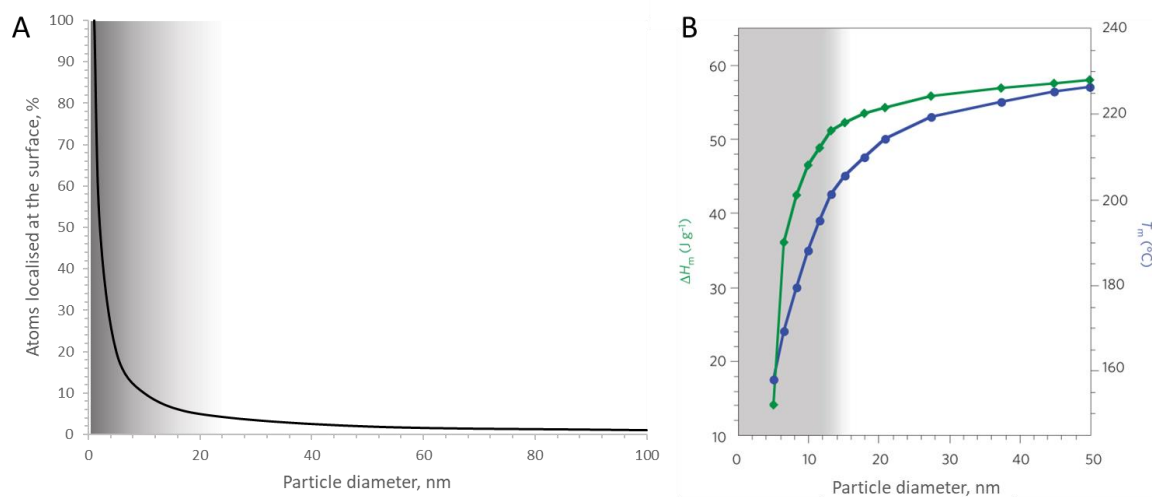 A
Atoms localised at the surface, %
100
90
80
70
60
50
40
30
20
10
0
0 20 40 60 80 100
Particle diameter, nm
B
ΔHm (J g⁻¹)
60
50
40
30
20
10
0 10 20 30 40 50
Particle diameter, nm
240
220
200
180
160
Tm (°C)